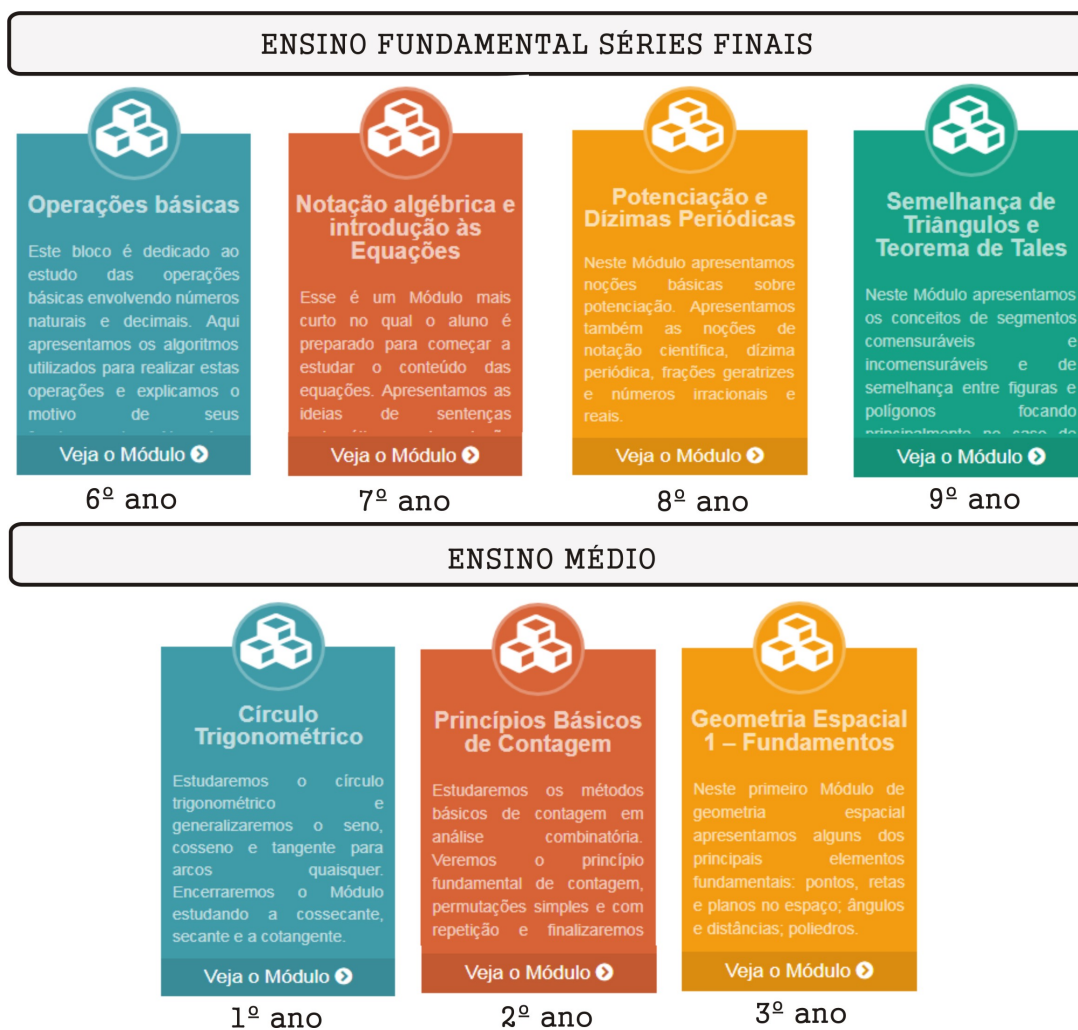 ENSINO FUNDAMENTAL SÉRIES FINAIS
Operações básicas
Este bloco é dedicado ao
estudo das operações
básicas envolvendo números
naturais e decimais. Aqui
apresentamos os algoritmos
utilizados para realizar estas
operações e explicamos o
motivo de seus
Veja o Módulo
6º ano
Notação algébrica e
introdução às
Equações
Esse é um Módulo mais
curto no qual o aluno é
preparado para começar a
estudar o conteúdo das
equações. Apresentamos as
ideias de sentenças
Veja o Módulo
7º ano
Potenciação e
Dízimas Periódicas
Neste Módulo apresentamos
noções básicas sobre
potenciação. Apresentamos
também as noções de
notação científica, dízima
periódica, frações geratrizes
e números irracionais e
reais.
Veja o Módulo
8º ano
Semelhança de
Triângulos e
Teorema de Tales
Neste Módulo apresentamos
os conceitos de segmentos
comensuráveis e
incomensuráveis e de
semelhança entre figuras e
polígonos focando
principalmente no caso de
Veja o Módulo
9º ano
ENSINO MÉDIO
Círculo
Trigonométrico
Estudaremos o círculo
trigonométrico e
generalizaremos o seno,
cosseno e tangente para
arcos quaisquer.
Encerraremos o Módulo
estudando a cossecante,
secante e a cotangente.
Veja o Módulo
1º ano
Princípios Básicos
de Contagem
Estudaremos os métodos
básicos de contagem em
análise combinatória.
Veremos o princípio
fundamental de contagem,
permutações simples e com
repetição e finalizaremos
Veja o Módulo
2º ano
Geometria Espacial
1 – Fundamentos
Neste primeiro Módulo de
geometria espacial
apresentamos alguns dos
principais elementos
fundamentais: pontos, retas
e planos no espaço; ângulos
e distâncias; poliedros.
Veja o Módulo
3º ano